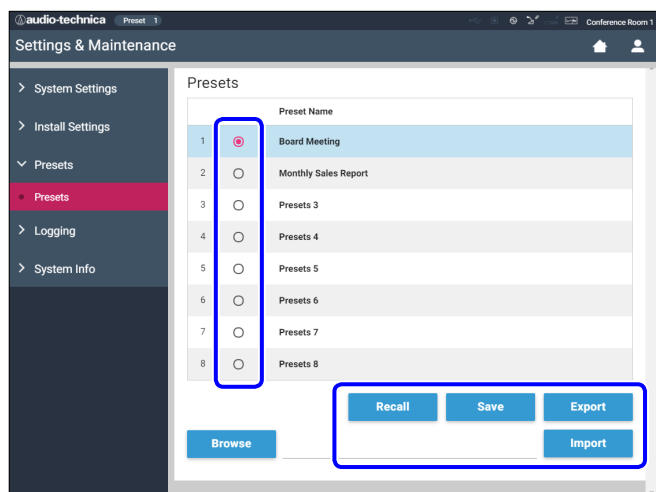 audio-technica Preset 1 Conference Room 1
Settings & Maintenance
System Settings
Install Settings
Presets
Presets
Logging
System Info
Presets
Preset Name
1 Board Meeting
2 Monthly Sales Report
3 Presets 3
4 Presets 4
5 Presets 5
6 Presets 6
7 Presets 7
8 Presets 8
Recall Save Export
Browse Import